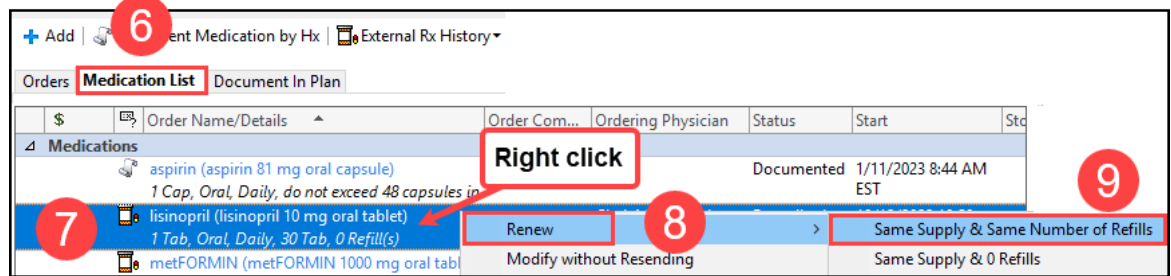 6
Add ent Medication by Hx External Rx History
Orders Medication List Document In Plan
$ Order Name/Details Order Com... Ordering Physician Status Start
Medications
Right click
aspirin (aspirin 81 mg oral capsule) Documented 1/11/2023 8:44 AM
1 Cap, Oral, Daily, do not exceed 48 capsules in EST
9
7 lisinopril (lisinopril 10 mg oral tablet)
1 Tab, Oral, Daily, 30 Tab, 0 Refill(s) Renew 8 > Same Supply & Same Number of Refills
metFORMIN (metFORMIN 1000 mg oral tabl Modify without Resending Same Supply & 0 Refills